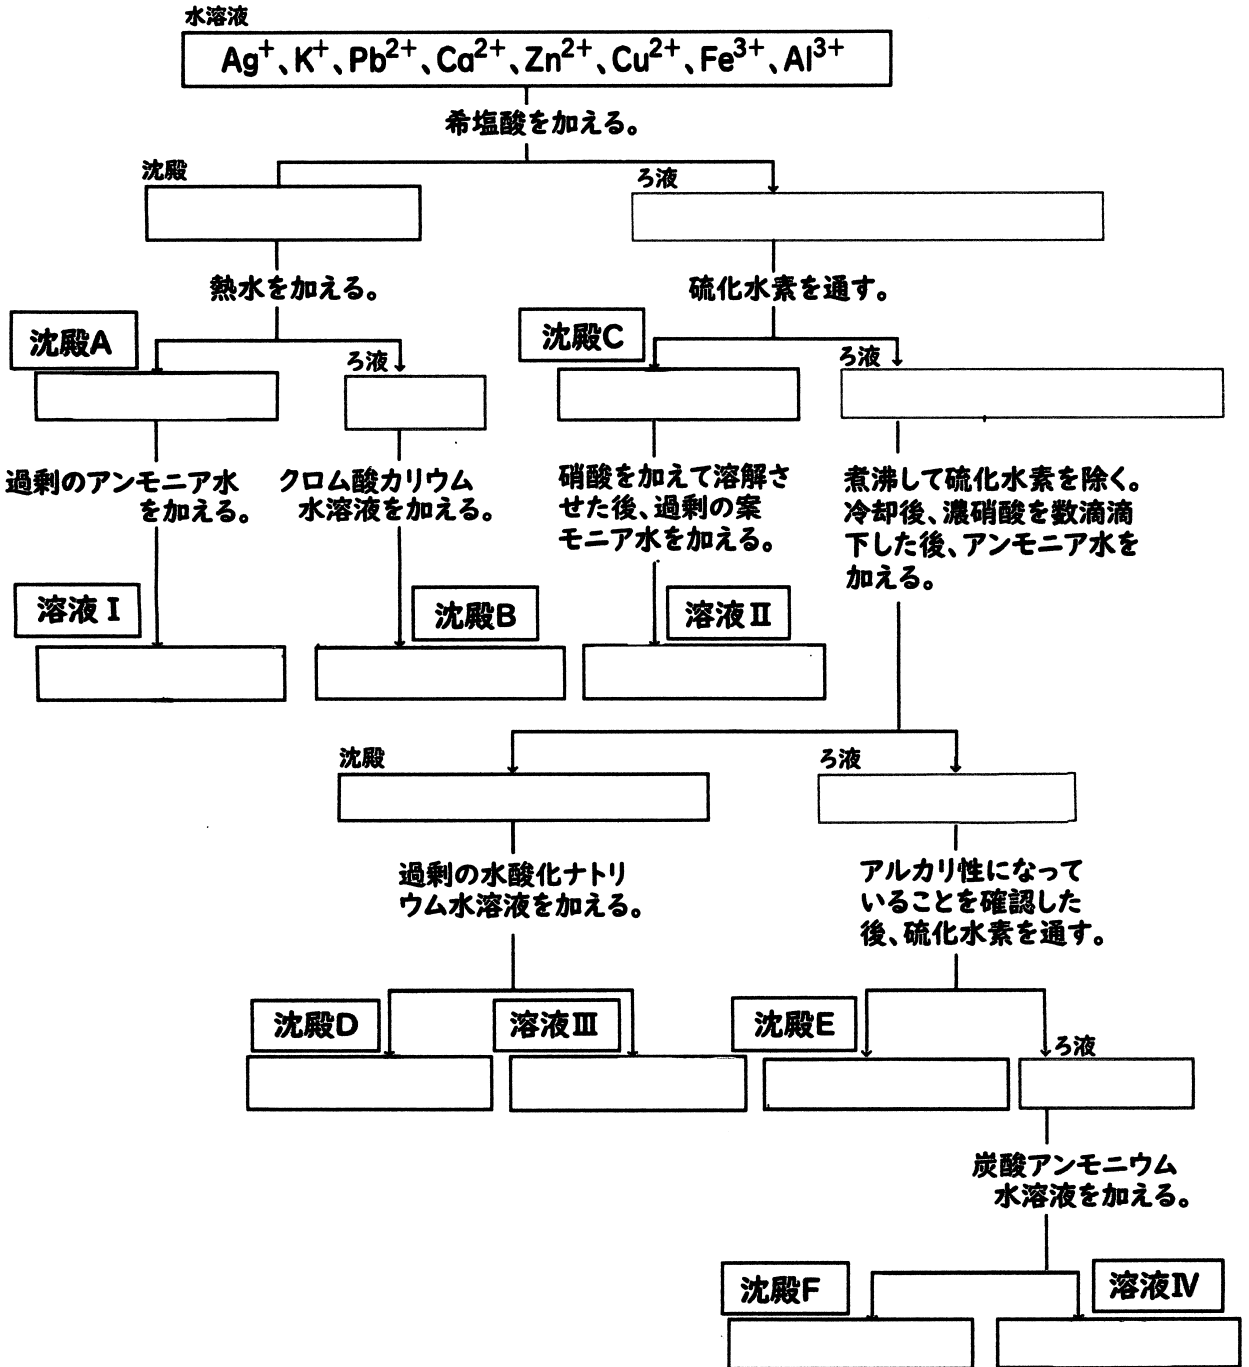 水溶液
Ag⁺、K⁺、Pb²⁺、Ca²⁺、Zn²⁺、Cu²⁺、Fe³⁺、Al³⁺
希塩酸を加える。
沈殿
ろ液
熱水を加える。
硫化水素を通す。
沈殿A
ろ液
沈殿C
ろ液
過剰のアンモニア水
を加える。
クロム酸カリウム
水溶液を加える。
硝酸を加えて溶解さ
せた後、過剰の案
モニア水を加える。
煮沸して硫化水素を除く。
冷却後、濃硝酸を数滴滴
下した後、アンモニア水を
加える。
溶液Ⅰ
沈殿B
溶液Ⅱ
沈殿
ろ液
過剰の水酸化ナトリ
ウム水溶液を加える。
アルカリ性になって
いることを確認した
後、硫化水素を通す。
沈殿D
溶液Ⅲ
沈殿E
ろ液
炭酸アンモニウム
水溶液を加える。
沈殿F
溶液Ⅳ